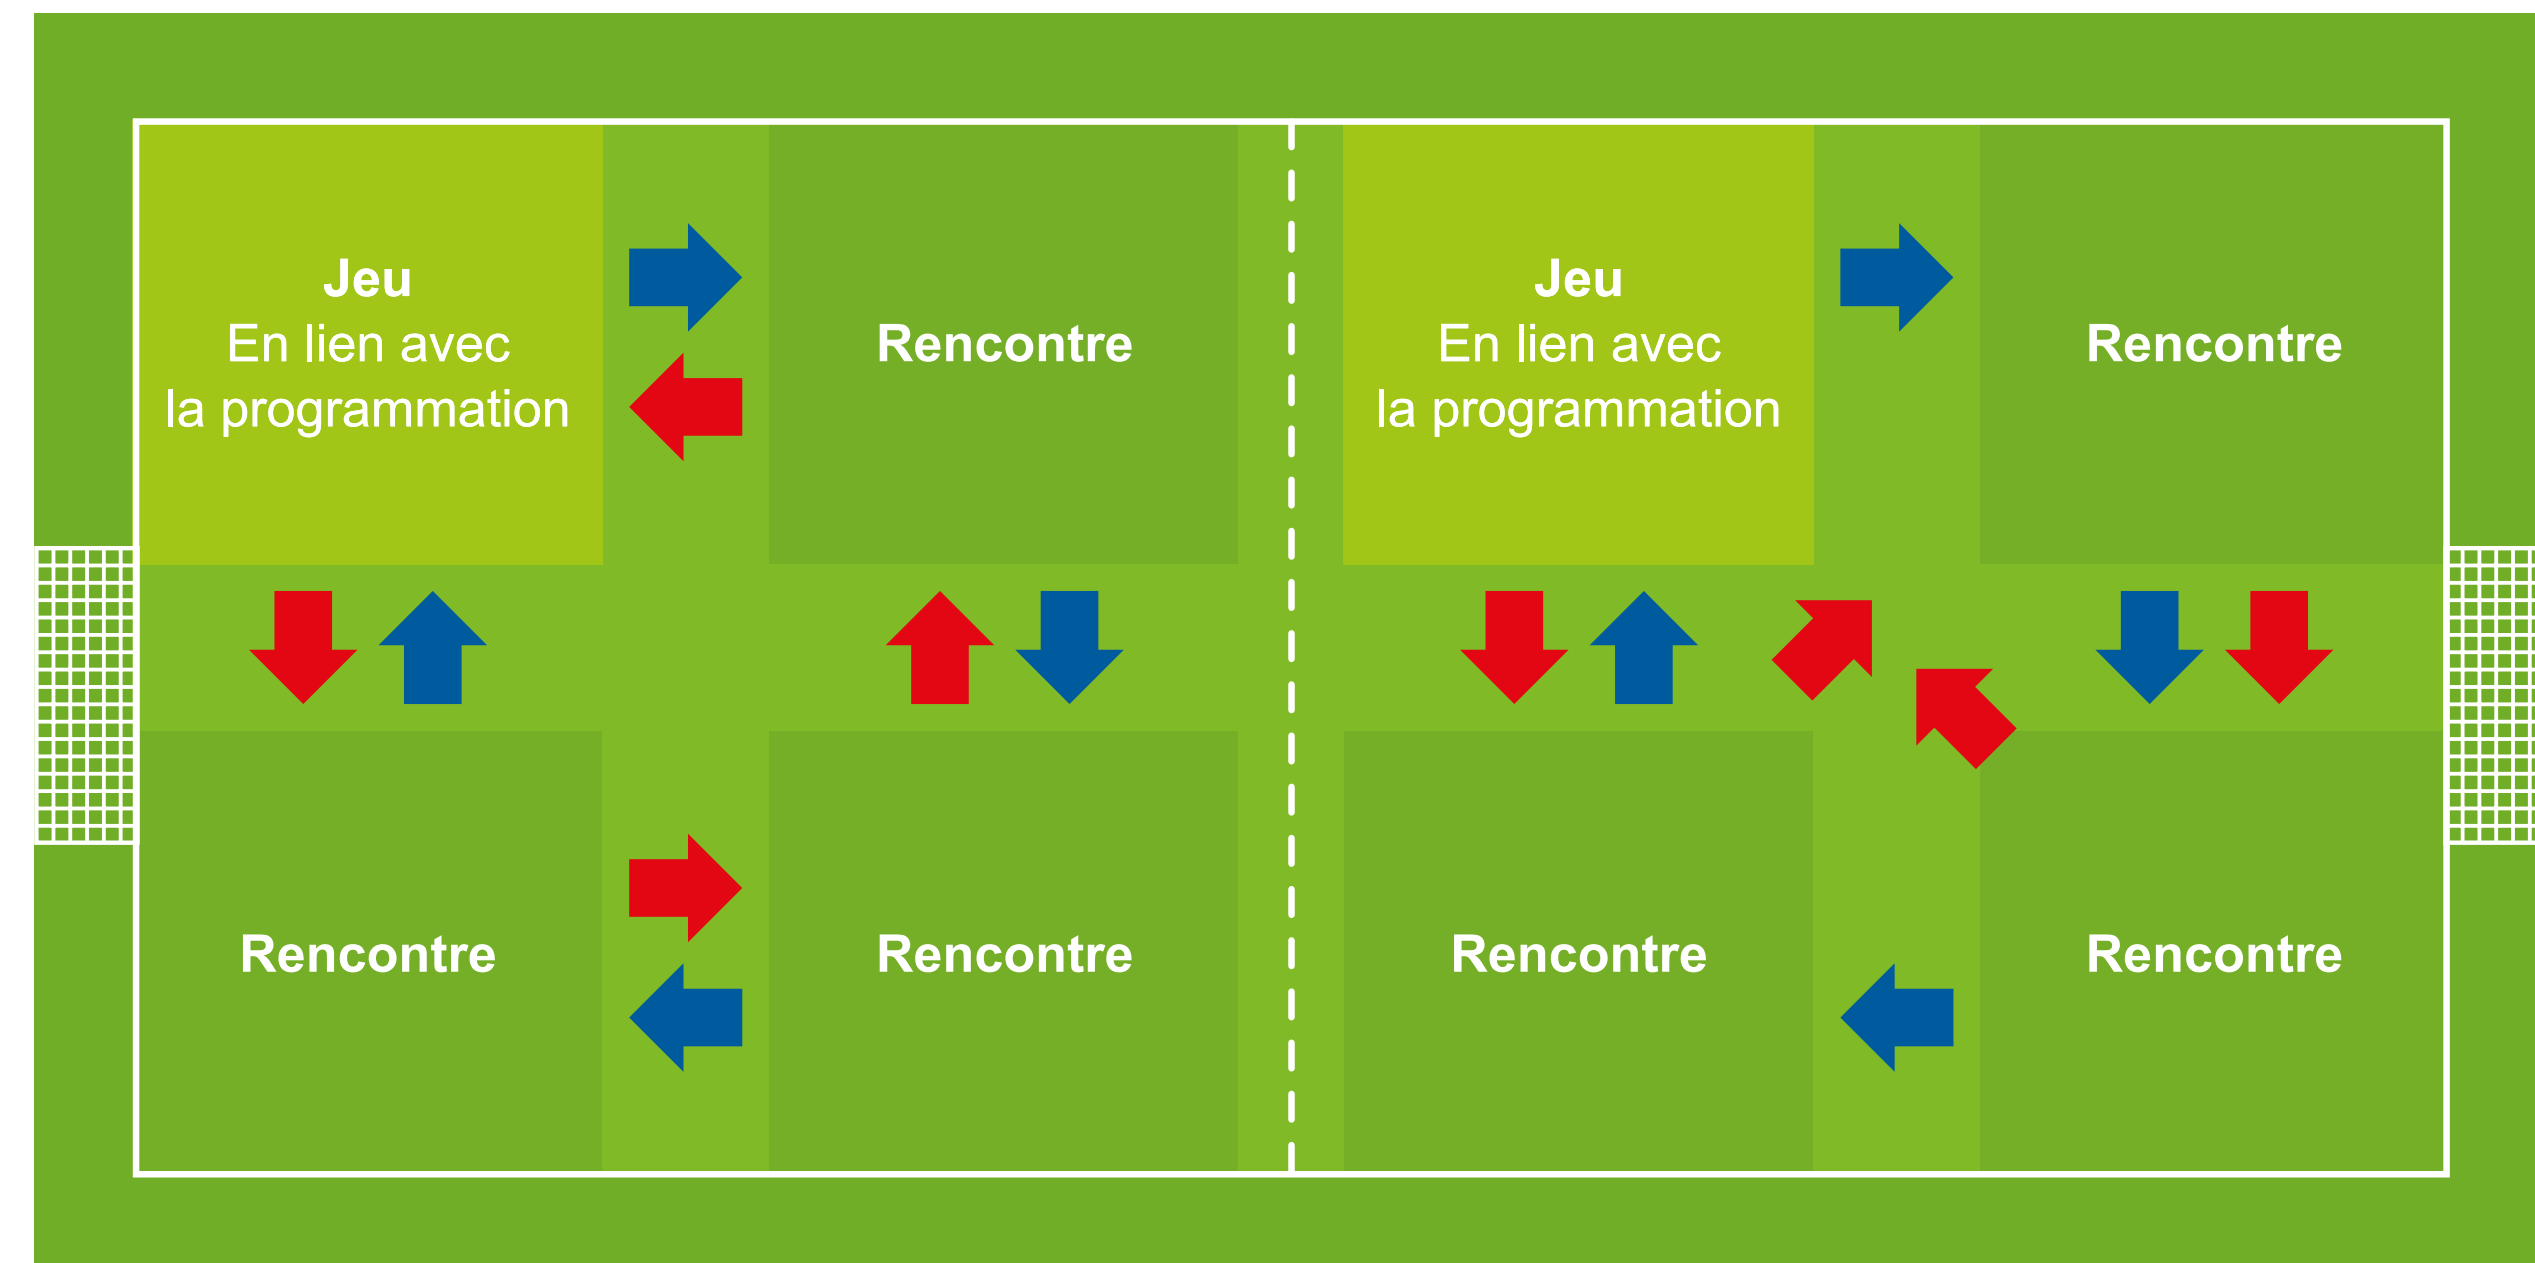 Jeu
En lien avec
la programmation
Rencontre
Jeu
En lien avec
la programmation
Rencontre
Rencontre
Rencontre
Rencontre
Rencontre